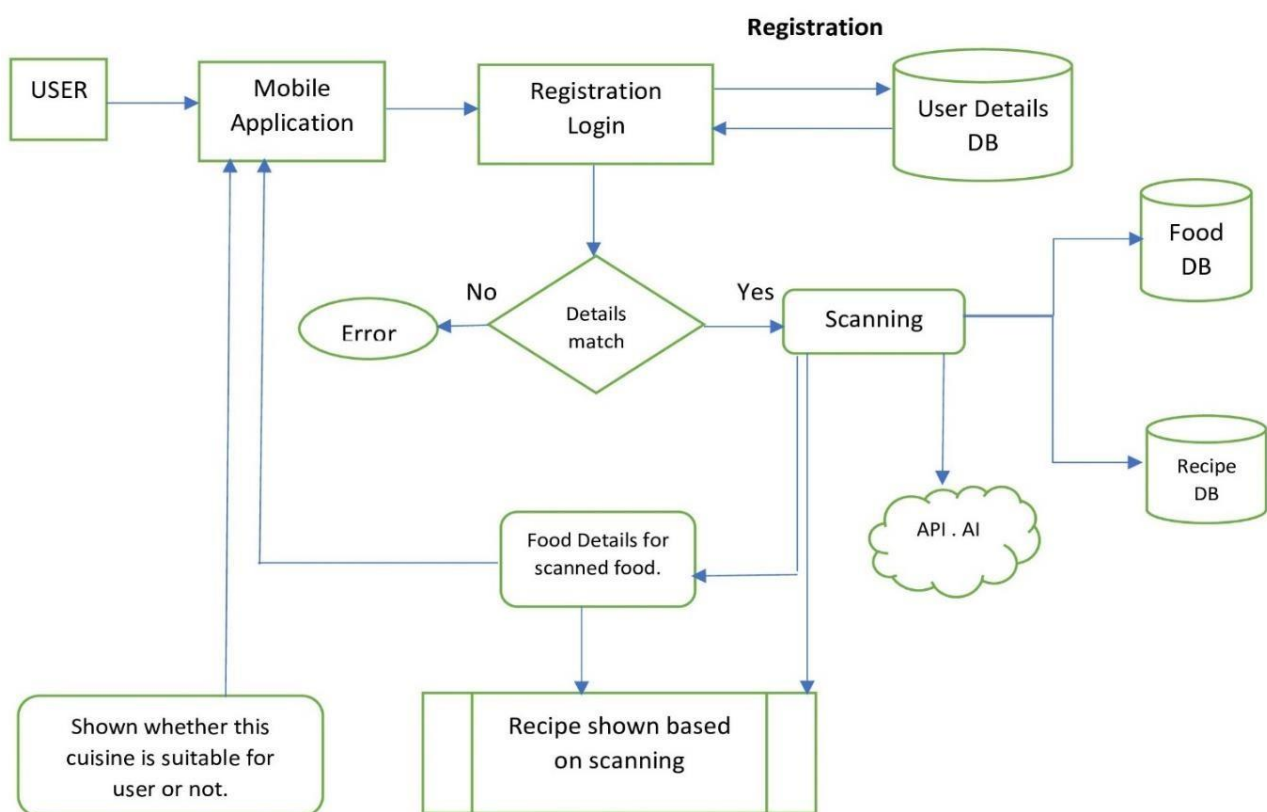 Registration
USER
Mobile
Application
Registration
Login
User Details
DB
Food
DB
No
Yes
Error
Details
match
Scanning
Recipe
DB
API . AI
Food Details for
scanned food.
Shown whether this
cuisine is suitable for
user or not.
Recipe shown based
on scanning